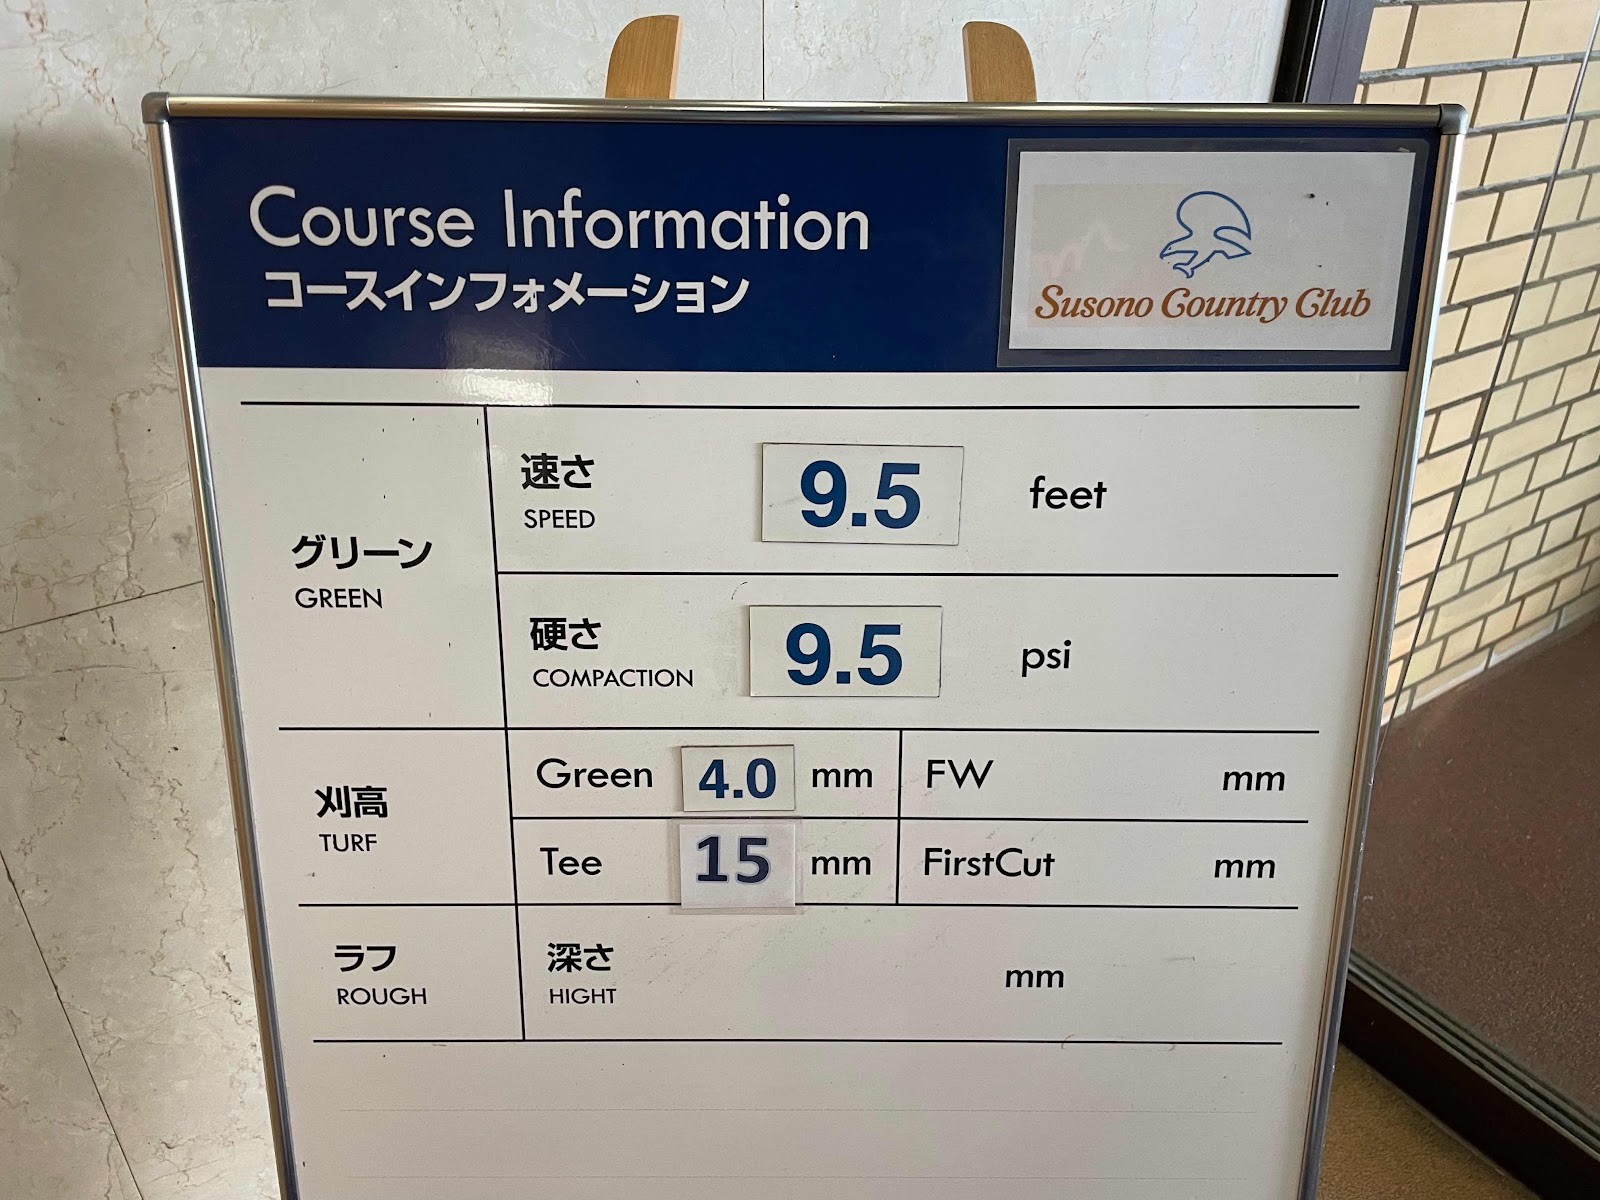 Course Information
コースインフォメーション
Susono Country Club
グリーン
GREEN
速さ
SPEED
9.5 feet
硬さ
COMPACTION
9.5 psi
刈高
TURF
Green 4.0 mm
FW mm
Tee 15 mm
FirstCut mm
ラフ
ROUGH
深さ
HIGHT
mm